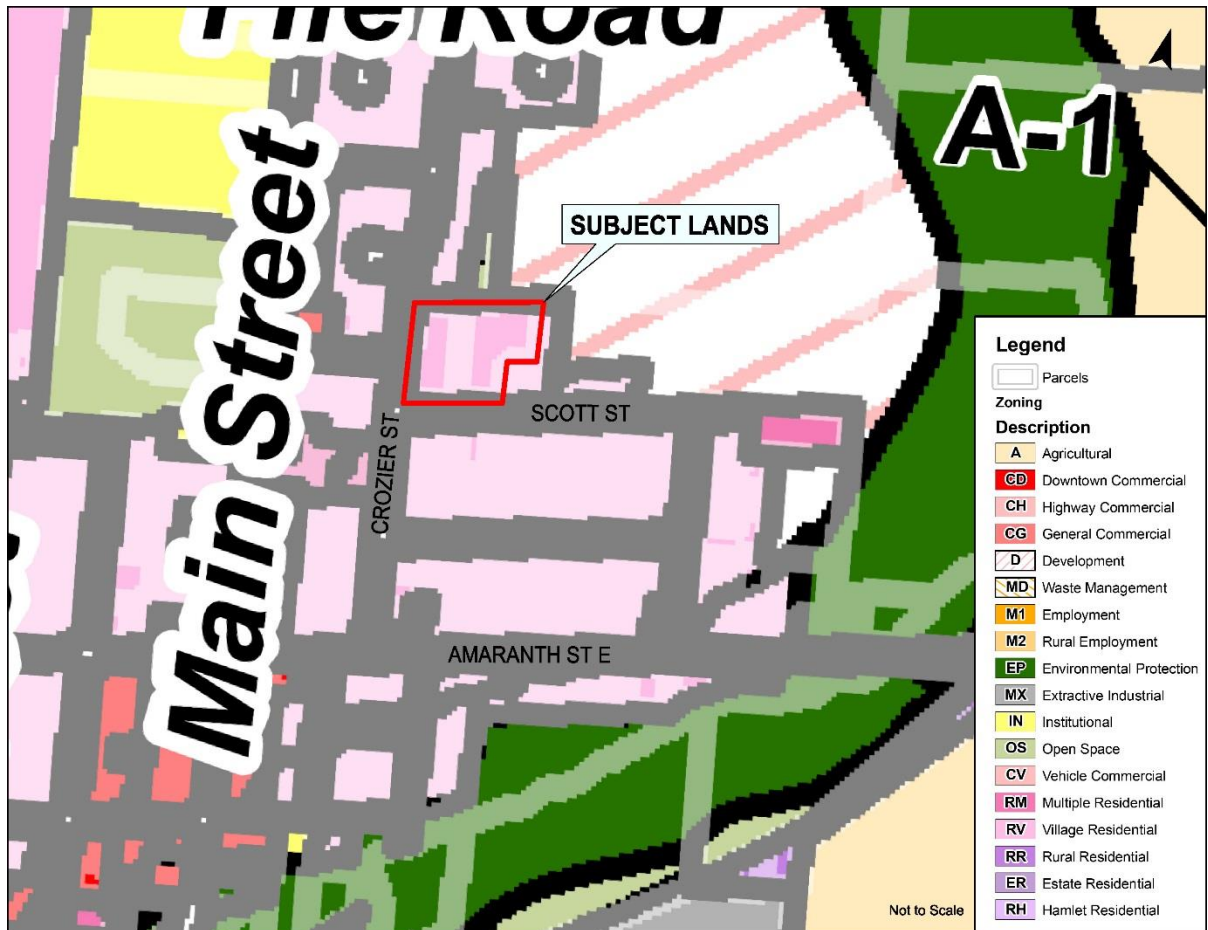 Road
A-1
Main Street
SUBJECT LANDS
SCOTT ST
CROZIER ST
AMARANTH ST E
Legend
Parcels
Zoning
Description
A Agricultural
CD Downtown Commercial
CH Highway Commercial
CG General Commercial
D Development
MD Waste Management
M1 Employment
M2 Rural Employment
EP Environmental Protection
MX Extractive Industrial
IN Institutional
OS Open Space
CV Vehicle Commercial
RM Multiple Residential
RV Village Residential
RR Rural Residential
ER Estate Residential
RH Hamlet Residential
Not to Scale